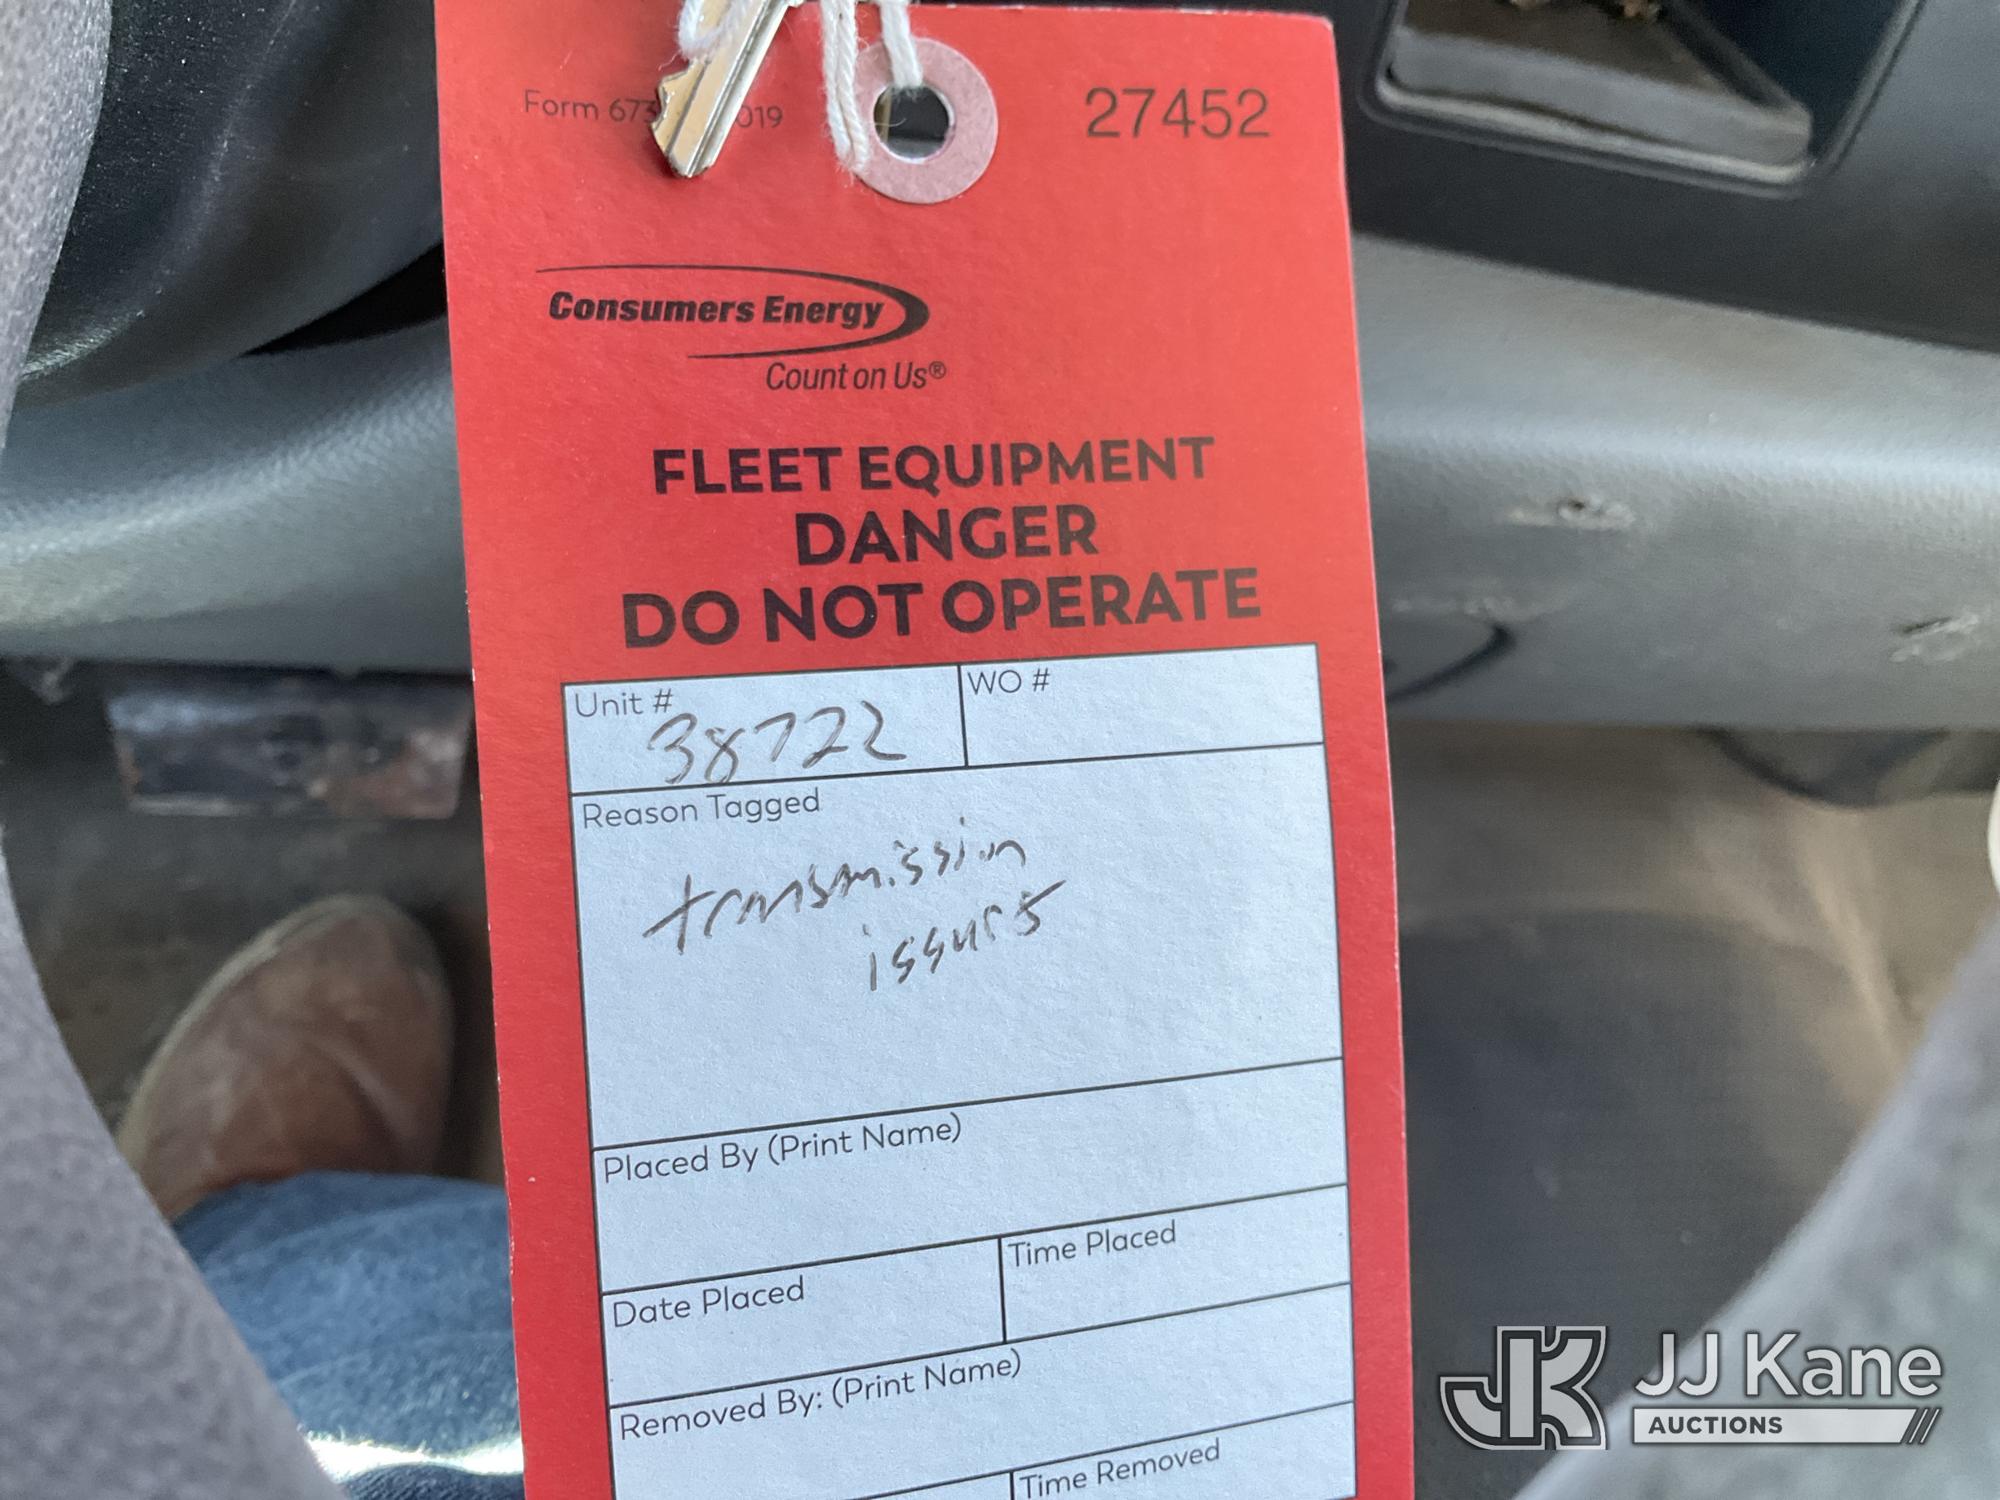 Form 673 019
27452
Consumers Energy
Count on Us®
FLEET EQUIPMENT
DANGER
DO NOT OPERATE
Unit # WO #
38722
Reason Tagged
transmission
issues
Placed By (Print Name)
Date Placed Time Placed
Removed By: (Print Name)
Time Removed
JK JJ Kane
AUCTIONS